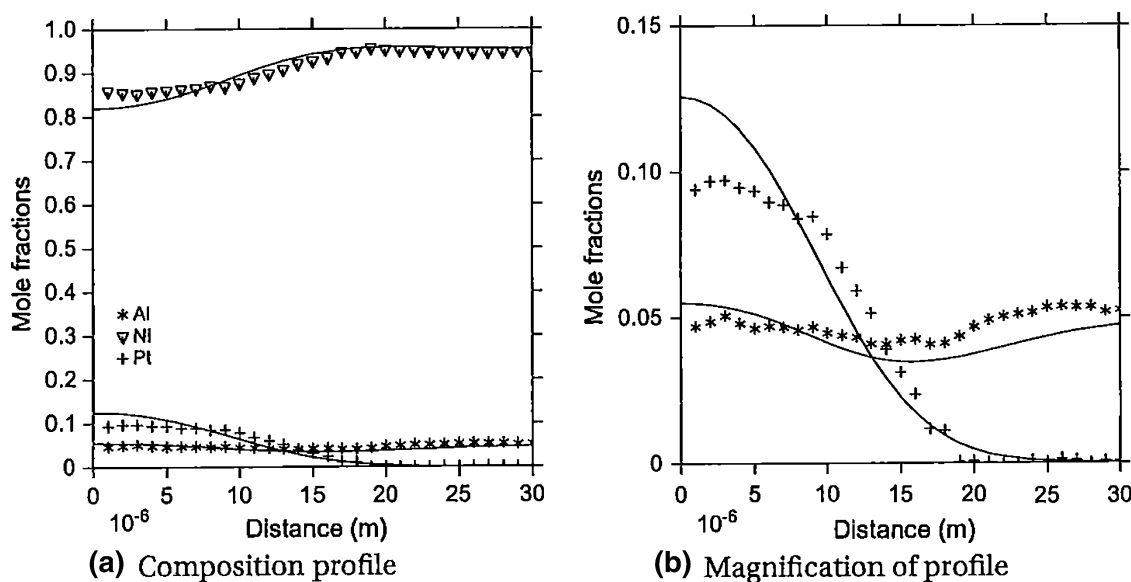 1.0
0.9
0.8
0.7
0.6
0.5
0.4
0.3
0.2
0.1
0
Mole fractions
Al
Ni
Pt
0 5 10 15 20 25 30
10-6 Distance (m)
(a) Composition profile
0.15
0.10
0.05
0
Mole fractions
0 5 10 15 20 25 30
10-6 Distance (m)
(b) Magnification of profile